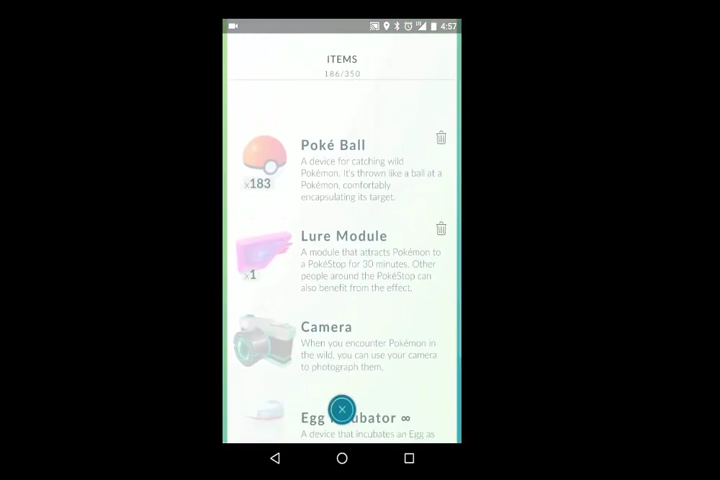 4:57
ITEMS
186/350
Poké Ball
A device for catching wild
Pokémon. It's thrown like a ball at a
Pokémon, comfortably
encapsulating its target.
x183
Lure Module
A module that attracts Pokémon to
a PokéStop for 30 minutes. Other
people around the PokéStop can
also benefit from the effect.
x1
Camera
When you encounter Pokémon in
the wild, you can use your camera
to photograph them.
Egg ubator ∞
A device that incubates an Egg as